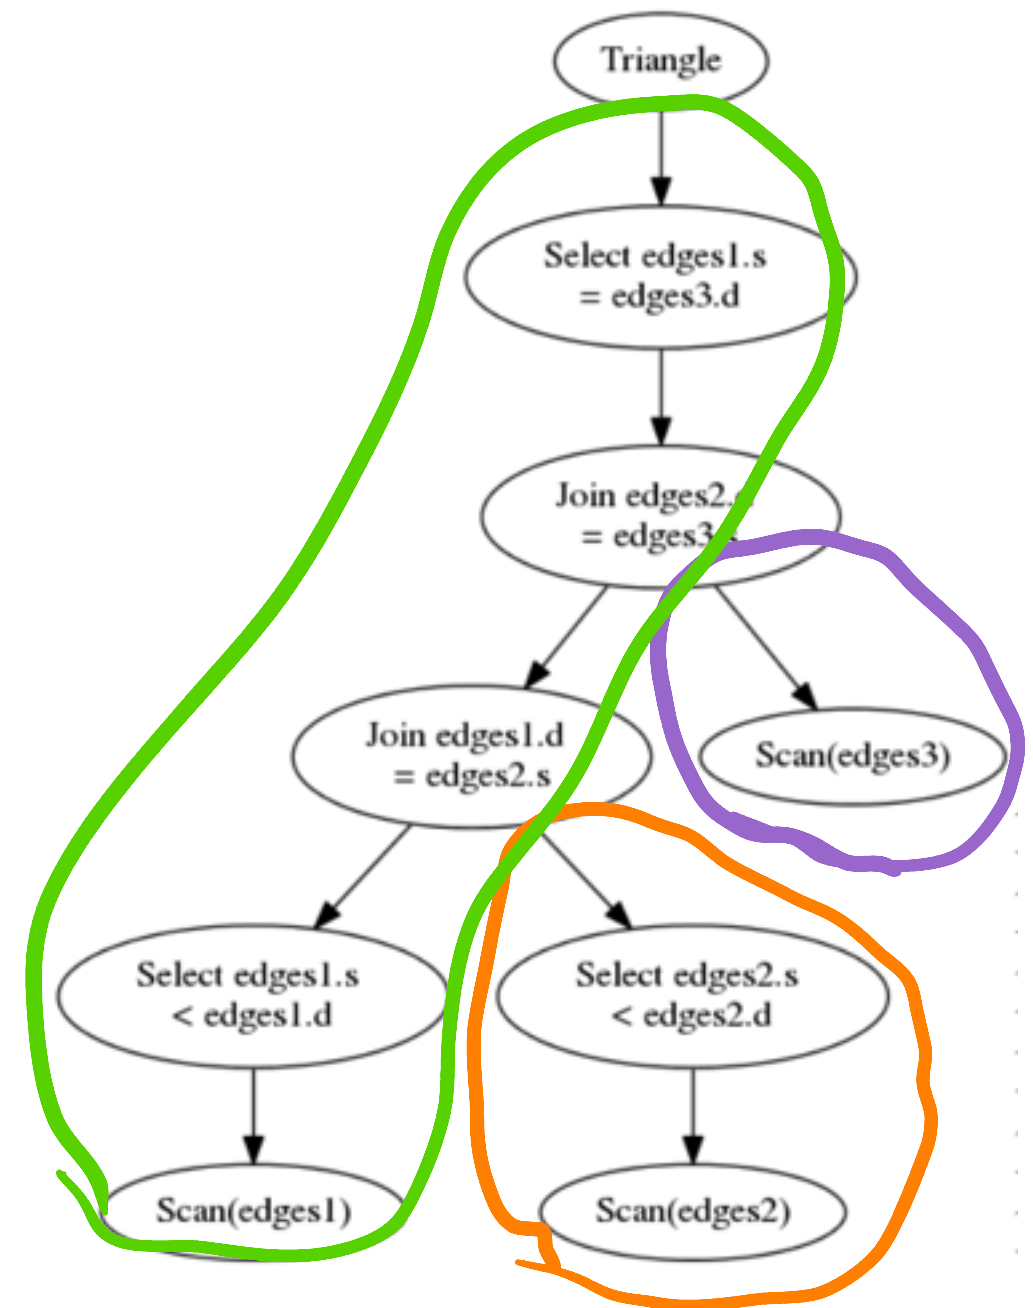 Triangle
Select edges1.s
= edges3.d
Join edges2.
= edges3.s
Join edges1.d
= edges2.s
Scan(edges3)
Select edges1.s
< edges1.d
Select edges2.s
< edges2.d
Scan(edges1)
Scan(edges2)